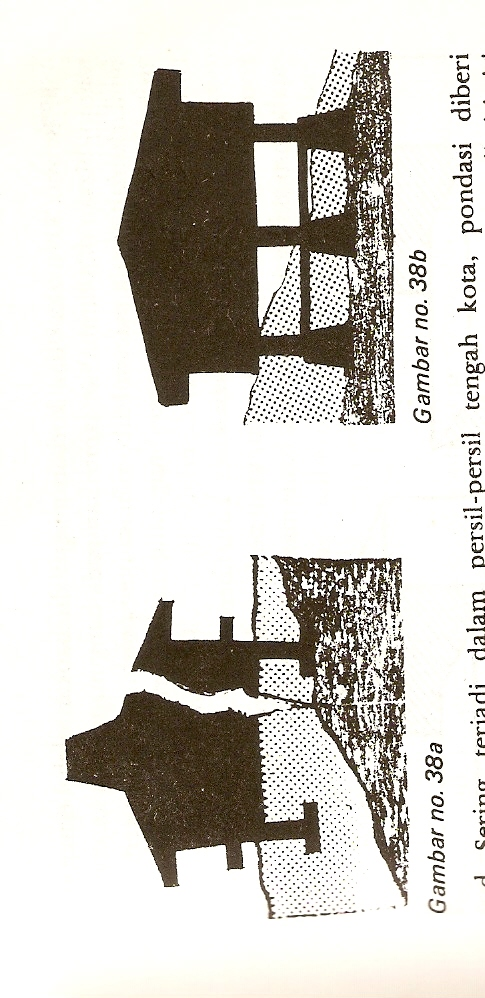 Gambar no. 38a
Gambar no. 38b
d. Sering terjadi dalam persil-persil tengah kota, pondasi diberi